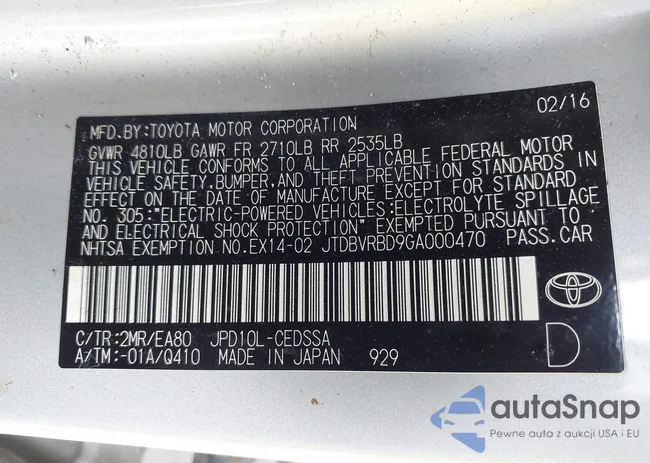 02/16
MFD.BY:TOYOTA MOTOR CORPORATION
GVWR 4810LB GAWR FR 2710LB RR 2535LB
THIS VEHICLE CONFORMS TO ALL APPLICABLE FEDERAL MOTOR
VEHICLE SAFETY,BUMPER,AND THEFT PREVENTION STANDARDS IN
EFFECT ON THE DATE OF MANUFACTURE EXCEPT FOR STANDARD
NO. 305:"ELECTRIC-POWERED VEHICLES:ELECTROLYTE SPILLAGE
AND ELECTRICAL SHOCK PROTECTION" EXEMPTED PURSUANT TO
NHTSA EXEMPTION NO.EX14-02 JTDBVRBD9GA000470 PASS.CAR
C/TR:2MR/EA80 JPD10L-CEDSSA
A/TM:-01A/Q410 MADE IN JAPAN 929
D
autoSnap
Pewne auta z aukcji USA i EU